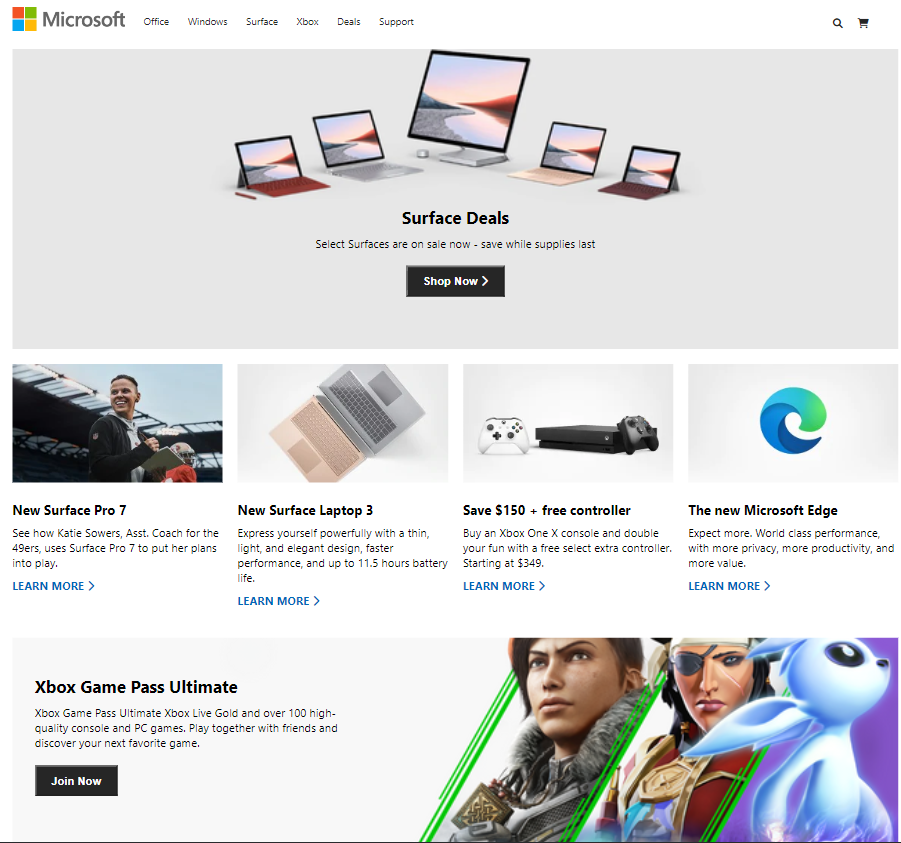 Microsoft Office Windows Surface Xbox Deals Support
Surface Deals
Select Surfaces are on sale now - save while supplies last
Shop Now
New Surface Pro 7
See how Katie Sowers, Asst. Coach for the
49ers, uses Surface Pro 7 to put her plans
into play.
LEARN MORE
New Surface Laptop 3
Express yourself powerfully with a thin,
light, and elegant design, faster
performance, and up to 11.5 hours battery
life.
LEARN MORE
Save $150 + free controller
Buy an Xbox One X console and double
your fun with a free select extra controller.
Starting at $349.
LEARN MORE
The new Microsoft Edge
Expect more. World class performance,
with more privacy, more productivity, and
more value.
LEARN MORE
Xbox Game Pass Ultimate
Xbox Game Pass Ultimate Xbox Live Gold and over 100 high-
quality console and PC games. Play together with friends and
discover your next favorite game.
Join Now